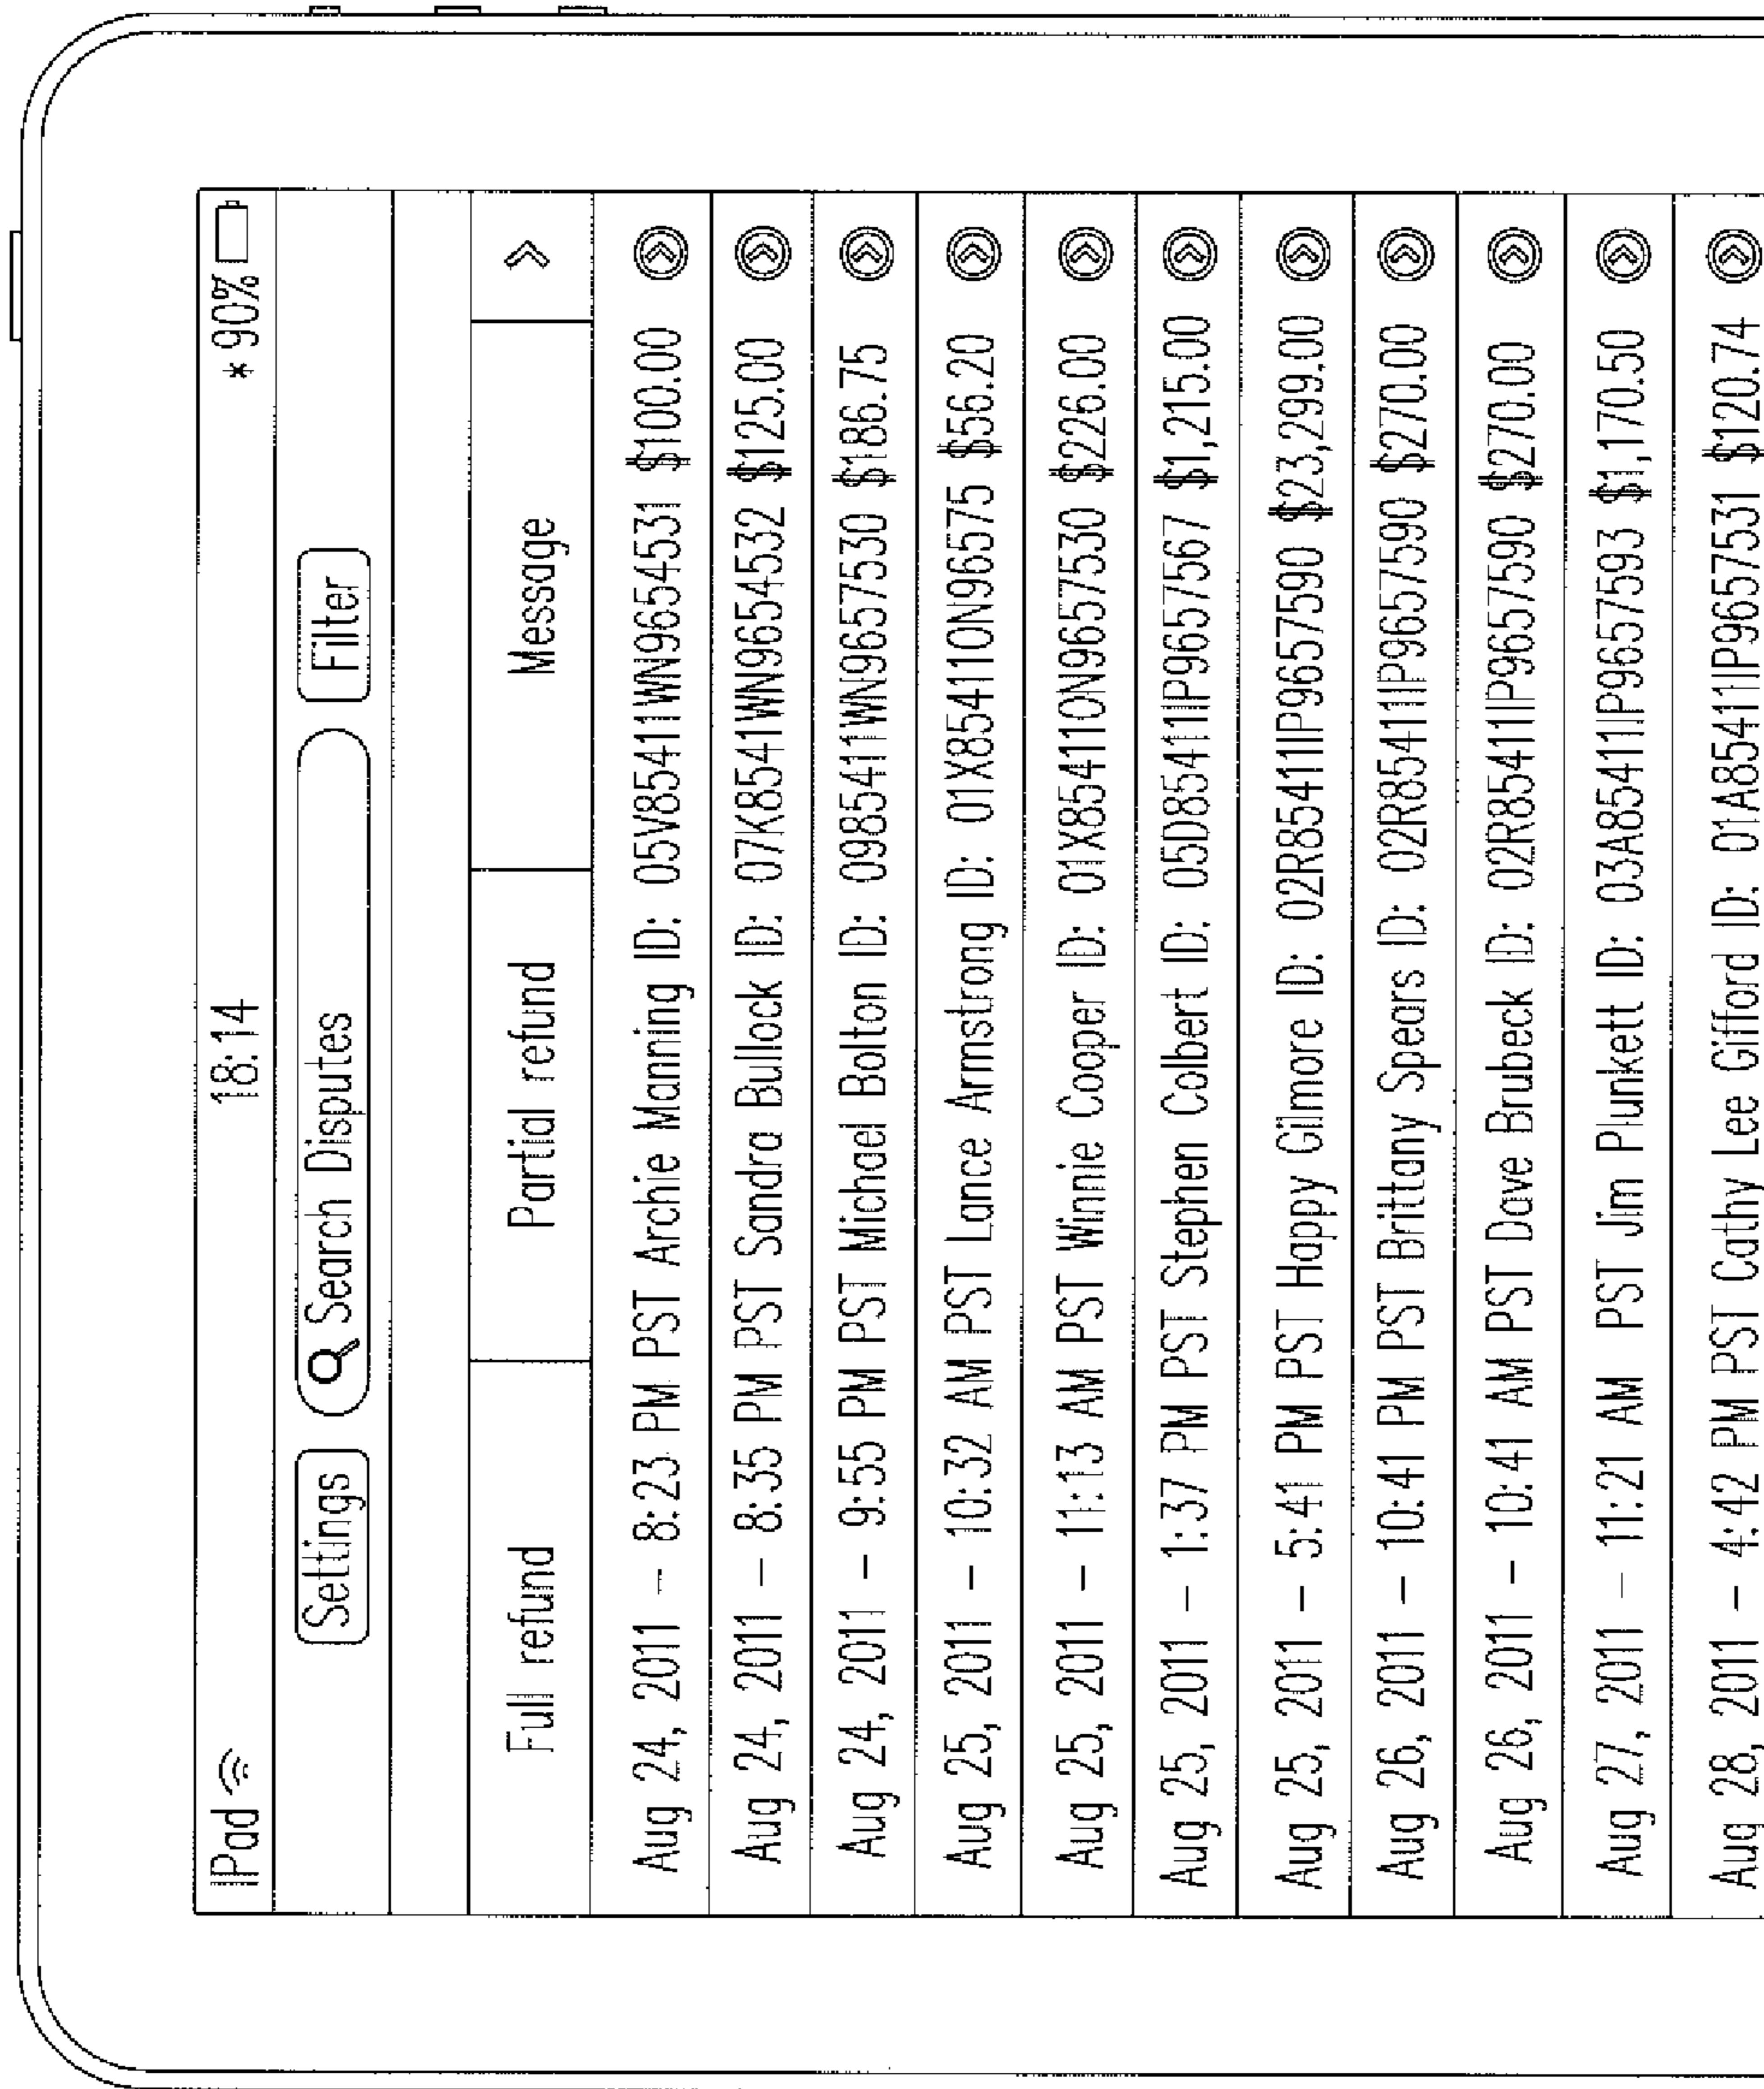 IPad 18:14 * 90%
Settings Search Disputes Filter
Full refund Partial refund Message >
Aug 24, 2011 – 8:23 PM PST Archie Manning ID: 05V85411WN9654531 $100.00
Aug 24, 2011 – 8:35 PM PST Sandra Bullock ID: 07K8541WN9654532 $125.00
Aug 24, 2011 – 9:55 PM PST Michael Bolton ID: 0985411WN9657530 $186.75
Aug 25, 2011 – 10:32 AM PST Lance Armstrong ID: 01X85411ON96575 $56.20
Aug 25, 2011 – 11:13 AM PST Winnie Cooper ID: 01X85411ON9657530 $226.00
Aug 25, 2011 – 1:37 PM PST Stephen Colbert ID: 05D85411IP9657567 $1,215.00
Aug 25, 2011 – 5:41 PM PST Happy Gilmore ID: 02R85411IP9657590 $23,299.00
Aug 26, 2011 – 10:41 PM PST Brittany Spears ID: 02R85411IP9657590 $270.00
Aug 26, 2011 – 10:41 AM PST Dave Brubeck ID: 02R85411IP9657590 $270.00
Aug 27, 2011 – 11:21 AM PST Jim Plunkett ID: 03A85411IP9657593 $1,170.50
Aug 28, 2011 – 4:42 PM PST Cathy Lee Gifford ID: 01A85411IP9657531 $120.74